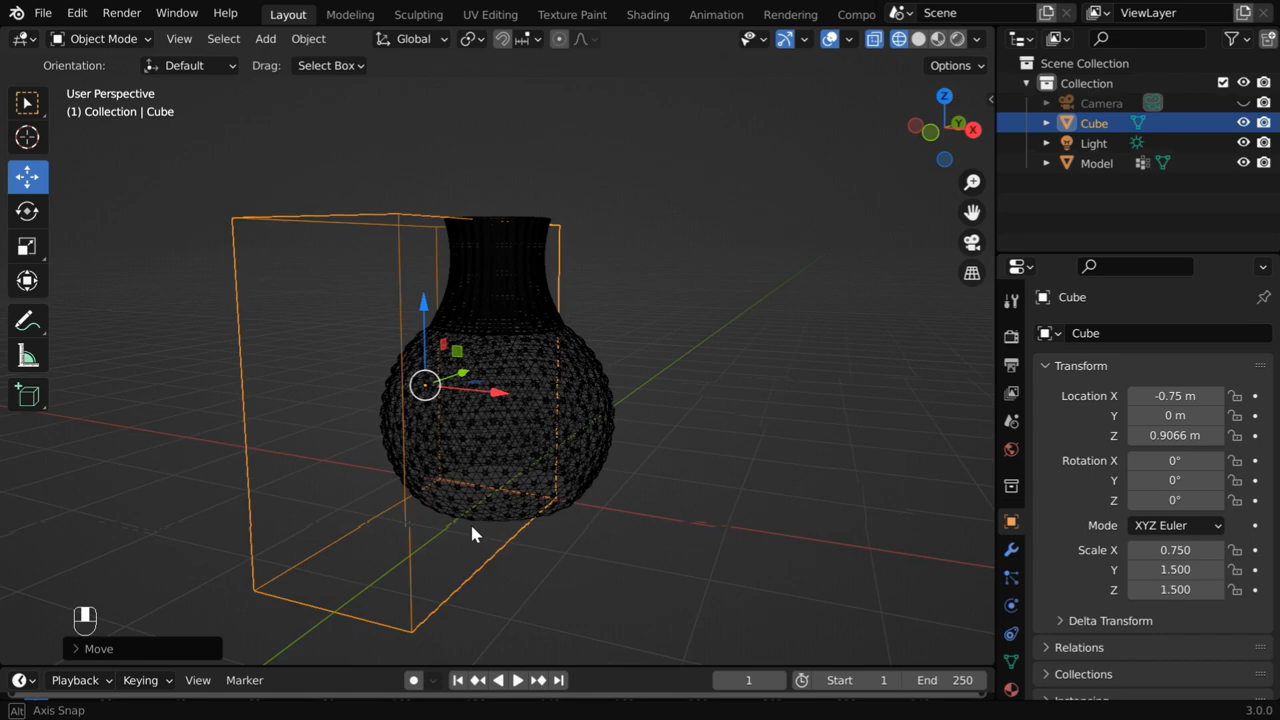 File Edit Render Window Help Layout Modeling Sculpting UV Editing Texture Paint Shading Animation Rendering Compo Scene ViewLayer
Object Mode View Select Add Object Global
Orientation: Default Drag: Select Box Options
User Perspective
(1) Collection | Cube
Z
Y
X
Move
Scene Collection
Collection
Camera
Cube
Light
Model
Cube
Cube
Transform
Location X -0.75 m
Y 0 m
Z 0.9066 m
Rotation X 0°
Y 0°
Z 0°
Mode XYZ Euler
Scale X 0.750
Y 1.500
Z 1.500
Delta Transform
Relations
Collections
Playback Keying View Marker 1 Start 1 End 250
Alt Axis Snap 3.0.0